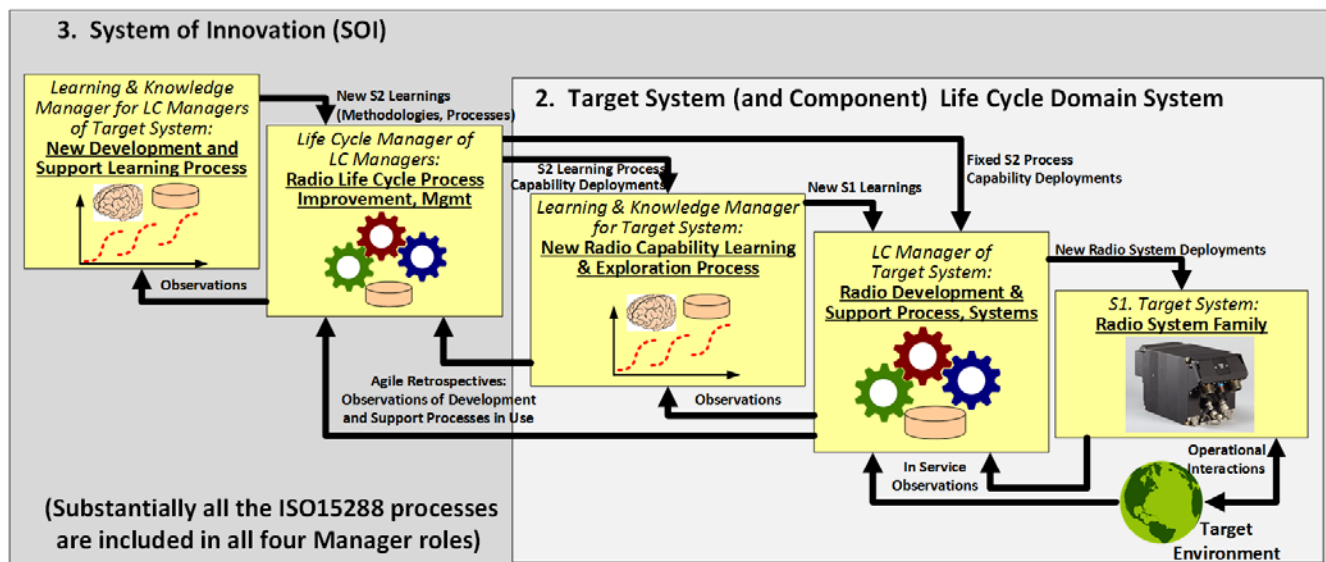 3. System of Innovation (SOI)
Learning & Knowledge
Manager for LC Managers
of Target System:
New Development and
Support Learning Process
New S2 Learnings
(Methodologies, Processes)
Observations
Life Cycle Manager of
LC Managers:
Radio Life Cycle Process
Improvement, Mgmt
2. Target System (and Component) Life Cycle Domain System
S2 Learning Process
Capability Deployments
Fixed S2 Process
Capability Deployments
Learning & Knowledge Manager
for Target System:
New Radio Capability Learning
& Exploration Process
New S1 Learnings
LC Manager of
Target System:
Radio Development &
Support Process, Systems
New Radio System Deployments
S1. Target System:
Radio System Family
Agile Retrospectives:
Observations of Development
and Support Processes in Use
Observations
In Service
Observations
Operational
Interactions
Target
Environment
(Substantially all the ISO15288 processes
are included in all four Manager roles)